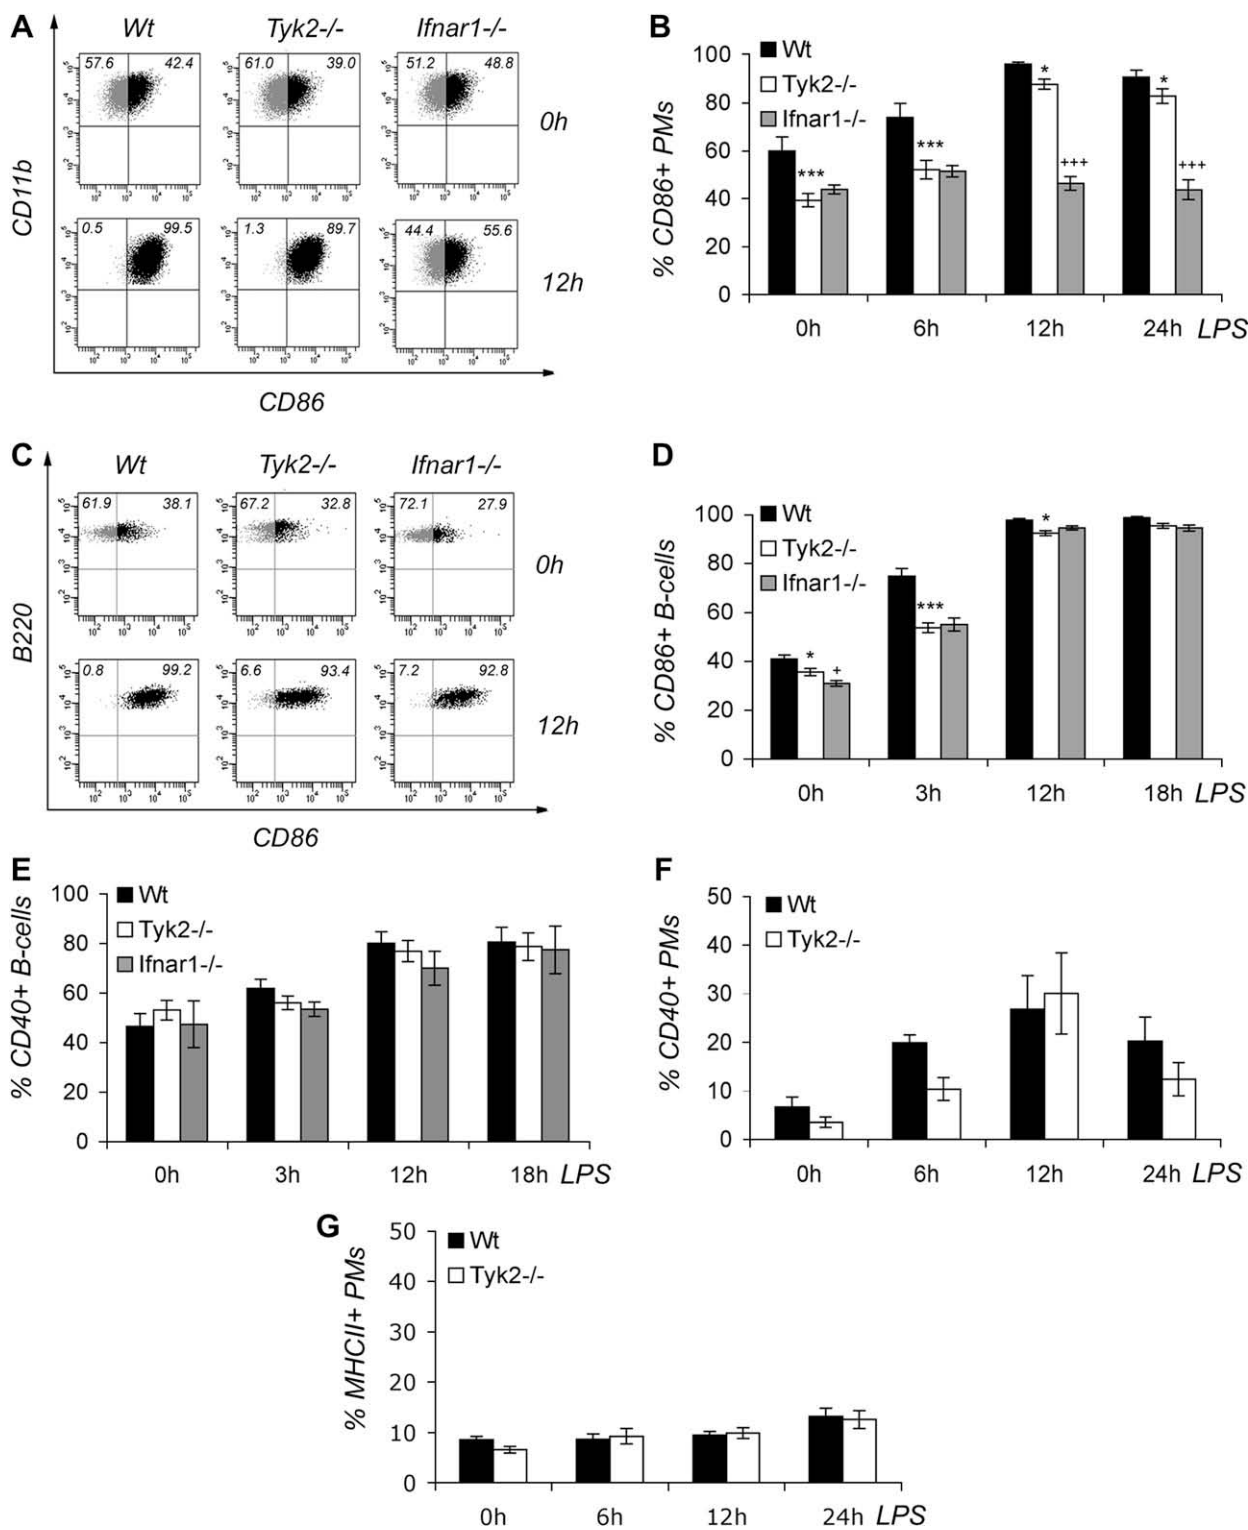 A
Wt
Tyk2-/-
Ifnar1-/-
57.6 42.4
61.0 39.0
51.2 48.8
0h
0.5 99.5
1.3 89.7
44.4 55.6
12h
CD11b
CD86
B
Wt
Tyk2-/-
Ifnar1-/-
% CD86+ PMs
100
80
60
40
20
0
*** *** * +++ * +++
0h 6h 12h 24h LPS
C
Wt
Tyk2-/-
Ifnar1-/-
61.9 38.1
67.2 32.8
72.1 27.9
0h
0.8 99.2
6.6 93.4
7.2 92.8
12h
B220
CD86
D
Wt
Tyk2-/-
Ifnar1-/-
% CD86+ B-cells
100
80
60
40
20
0
* + *** *
0h 3h 12h 18h LPS
E
Wt
Tyk2-/-
Ifnar1-/-
% CD40+ B-cells
100
80
60
40
20
0
0h 3h 12h 18h LPS
F
Wt
Tyk2-/-
% CD40+ PMs
50
40
30
20
10
0
0h 6h 12h 24h LPS
G
Wt
Tyk2-/-
% MHCII+ PMs
50
40
30
20
10
0
0h 6h 12h 24h LPS